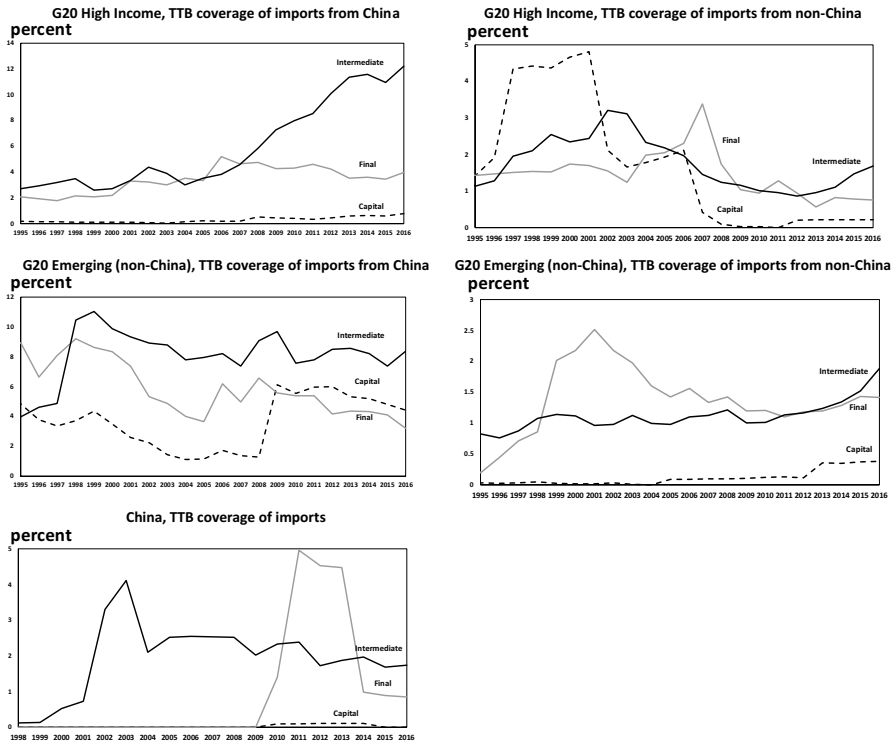 G20 High Income, TTB coverage of imports from China
percent
14
12
10
8
6
4
2
0
Intermediate
Final
Capital
1995 1996 1997 1998 1999 2000 2001 2002 2003 2004 2005 2006 2007 2008 2009 2010 2011 2012 2013 2014 2015 2016
G20 High Income, TTB coverage of imports from non-China
percent
5
4
3
2
1
0
Final
Intermediate
Capital
1995 1996 1997 1998 1999 2000 2001 2002 2003 2004 2005 2006 2007 2008 2009 2010 2011 2012 2013 2014 2015 2016
G20 Emerging (non-China), TTB coverage of imports from China
percent
12
10
8
6
4
2
0
Intermediate
Capital
Final
1995 1996 1997 1998 1999 2000 2001 2002 2003 2004 2005 2006 2007 2008 2009 2010 2011 2012 2013 2014 2015 2016
G20 Emerging (non-China), TTB coverage of imports from non-China
percent
3
2.5
2
1.5
1
0.5
0
Intermediate
Final
Capital
1995 1996 1997 1998 1999 2000 2001 2002 2003 2004 2005 2006 2007 2008 2009 2010 2011 2012 2013 2014 2015 2016
China, TTB coverage of imports
percent
5
4
3
2
1
0
Intermediate
Final
Capital
1998 1999 2000 2001 2002 2003 2004 2005 2006 2007 2008 2009 2010 2011 2012 2013 2014 2015 2016